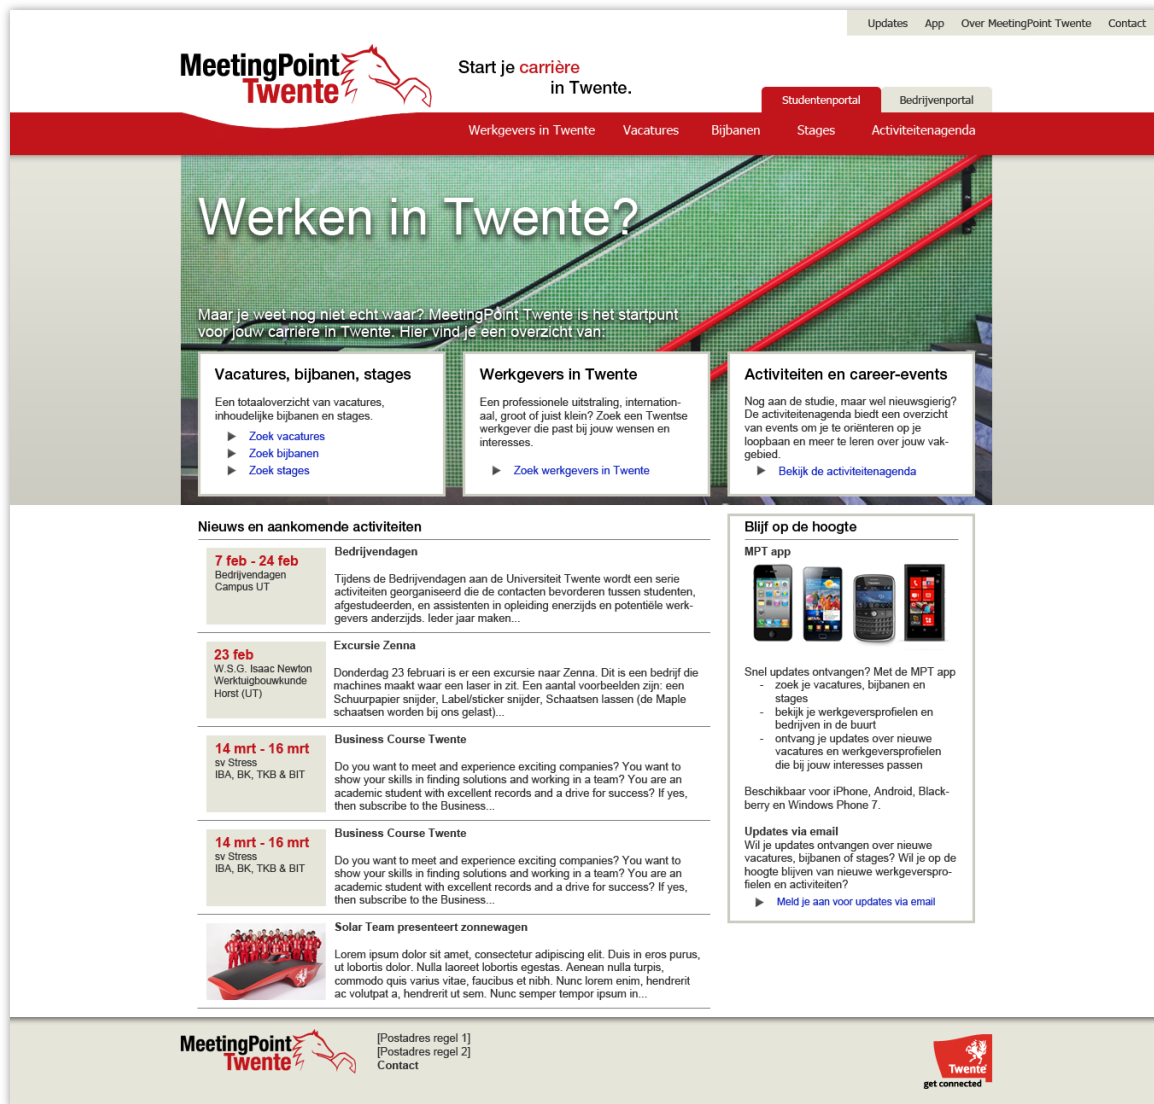 Updates App Over MeetingPoint Twente Contact
MeetingPoint
Twente
Start je carrière
in Twente.
Studentenportal Bedrijvenportal
Werkgevers in Twente Vacatures Bijbanen Stages Activiteitenagenda
Werken in Twente?
Maar je weet nog niet echt waar? MeetingPoint Twente is het startpunt
voor jouw carrière in Twente. Hier vind je een overzicht van:
Vacatures, bijbanen, stages
Een totaaloverzicht van vacatures,
inhoudelijke bijbanen en stages.
Zoek vacatures
Zoek bijbanen
Zoek stages
Werkgevers in Twente
Een professionele uitstraling, internation-
aal, groot of juist klein? Zoek een Twentse
werkgever die past bij jouw wensen en
interesses.
Zoek werkgevers in Twente
Activiteiten en career-events
Nog aan de studie, maar wel nieuwsgierig?
De activiteitenagenda biedt een overzicht
van events om je te oriënteren op je
loopbaan en meer te leren over jouw vak-
gebied.
Bekijk de activiteitenagenda
Nieuws en aankomende activiteiten
7 feb - 24 feb
Bedrijvendagen
Campus UT
Bedrijvendagen
Tijdens de Bedrijvendagen aan de Universiteit Twente wordt een serie
activiteiten georganiseerd die de contacten bevorderen tussen studenten,
afgestudeerden, en assistenten in opleiding enerzijds en potentiële werk-
gevers anderzijds. Ieder jaar maken...
23 feb
W.S.G. Isaac Newton
Werktuigbouwkunde
Horst (UT)
Excursie Zenna
Donderdag 23 februari is er een excursie naar Zenna. Dit is een bedrijf die
machines maakt waar een laser in zit. Een aantal voorbeelden zijn: een
Schuurpapier snijder, Label/sticker snijder, Schaatsen lassen (de Maple
schaatsen worden bij ons gelast)...
14 mrt - 16 mrt
sv Stress
IBA, BK, TKB & BIT
Business Course Twente
Do you want to meet and experience exciting companies? You want to
show your skills in finding solutions and working in a team? You are an
academic student with excellent records and a drive for success? If yes,
then subscribe to the Business...
14 mrt - 16 mrt
sv Stress
IBA, BK, TKB & BIT
Business Course Twente
Do you want to meet and experience exciting companies? You want to
show your skills in finding solutions and working in a team? You are an
academic student with excellent records and a drive for success? If yes,
then subscribe to the Business...
Solar Team presenteert zonnewagen
Lorem ipsum dolor sit amet, consectetur adipiscing elit. Duis in eros purus,
ut lobortis dolor. Nulla laoreet lobortis egestas. Aenean nulla turpis,
commodo quis varius vitae, faucibus et nibh. Nunc lorem enim, hendrerit
ac volutpat a, hendrerit ut sem. Nunc semper tempor ipsum in...
Blijf op de hoogte
MPT app
Snel updates ontvangen? Met de MPT app
- zoek je vacatures, bijbanen en
stages
- bekijk je werkgeversprofielen en
bedrijven in de buurt
- ontvang je updates over nieuwe
vacatures en werkgeversprofielen
die bij jouw interesses passen
Beschikbaar voor iPhone, Android, Black-
berry en Windows Phone 7.
Updates via email
Wil je updates ontvangen over nieuwe
vacatures, bijbanen of stages? Wil je op de
hoogte blijven van nieuwe werkgeverspro-
fielen en activiteiten?
Meld je aan voor updates via email
MeetingPoint
Twente
[Postadres regel 1]
[Postadres regel 2]
Contact
Twente
get connected